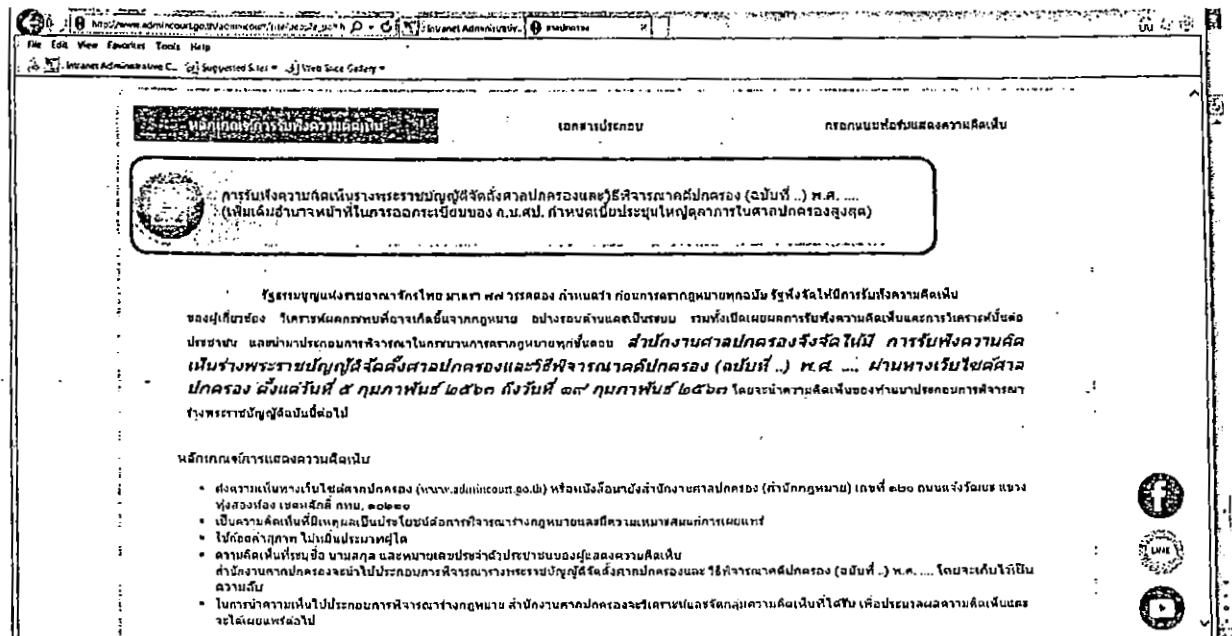 File Edit View Favorites Tools Help
Intranet Administrative C... Suggested Sites Web Slice Gallery
หลักเกณฑ์การรับฟังความคิดเห็น เอกสารประกอบ กรอกแบบฟอร์มแสดงความคิดเห็น
การรับฟังความคิดเห็นร่างพระราชบัญญัติจัดตั้งศาลปกครองและวิธีพิจารณาคดีปกครอง (ฉบับที่ ..) พ.ศ. ....
(เพิ่มเติมอำนาจหน้าที่ในการออกระเบียบของ ก.บ.ศป. กำหนดเบี้ยประชุมใหญ่ตุลาการในศาลปกครองสูงสุด)
รัฐธรรมนูญแห่งราชอาณาจักรไทย มาตรา ๗๗ วรรคสอง กำหนดว่า ก่อนการตรากฎหมายทุกฉบับ รัฐพึงจัดให้มีการรับฟังความคิดเห็น
ของผู้เกี่ยวข้อง วิเคราะห์ผลกระทบที่อาจเกิดขึ้นจากกฎหมาย อย่างรอบด้านและเป็นระบบ รวมทั้งเปิดเผยผลการรับฟังความคิดเห็นและการวิเคราะห์นั้นต่อ
ประชาชน และนำมาประกอบการพิจารณาในกระบวนการตรากฎหมายทุกขั้นตอน สำนักงานศาลปกครองจึงจัดให้มี การรับฟังความคิด
เห็นร่างพระราชบัญญัติจัดตั้งศาลปกครองและวิธีพิจารณาคดีปกครอง (ฉบับที่ ..) พ.ศ. .... ผ่านทางเว็บไซต์ศาล
ปกครอง ตั้งแต่วันที่ ๕ กุมภาพันธ์ ๒๕๖๓ ถึงวันที่ ๑๙ กุมภาพันธ์ ๒๕๖๓ โดยจะนำความคิดเห็นของท่านมาประกอบการพิจารณา
ร่างพระราชบัญญัติฉบับนี้ต่อไป
หลักเกณฑ์การแสดงความคิดเห็น
• ส่งความเห็นทางเว็บไซต์ศาลปกครอง (www.admincourt.go.th) หรือหนังสือมายังสำนักงานศาลปกครอง (สำนักกฎหมาย) เลขที่ ๑๒๐ ถนนแจ้งวัฒนะ แขวง
ทุ่งสองห้อง เขตหลักสี่ กทม. ๑๐๒๑๐
• เป็นความคิดเห็นที่มีเหตุผลเป็นประโยชน์ต่อการพิจารณาร่างกฎหมายและมีความเหมาะสมแก่การเผยแพร่
• ใช้ถ้อยคำสุภาพ ไม่หมิ่นประมาทผู้ใด
• ความคิดเห็นที่ระบุชื่อ นามสกุล และหมายเลขประจำตัวประชาชนของผู้แสดงความคิดเห็น
สำนักงานศาลปกครองจะนำไปประกอบการพิจารณาร่างพระราชบัญญัติจัดตั้งศาลปกครองและ วิธีพิจารณาคดีปกครอง (ฉบับที่ ..) พ.ศ. .... โดยจะเก็บไว้เป็น
ความลับ
• ในการนำความเห็นไปประกอบการพิจารณาร่างกฎหมาย สำนักงานศาลปกครองจะวิเคราะห์และจัดกลุ่มความคิดเห็นที่ได้รับ เพื่อประมวลผลความคิดเห็นและ
จะได้เผยแพร่ต่อไป
LINE